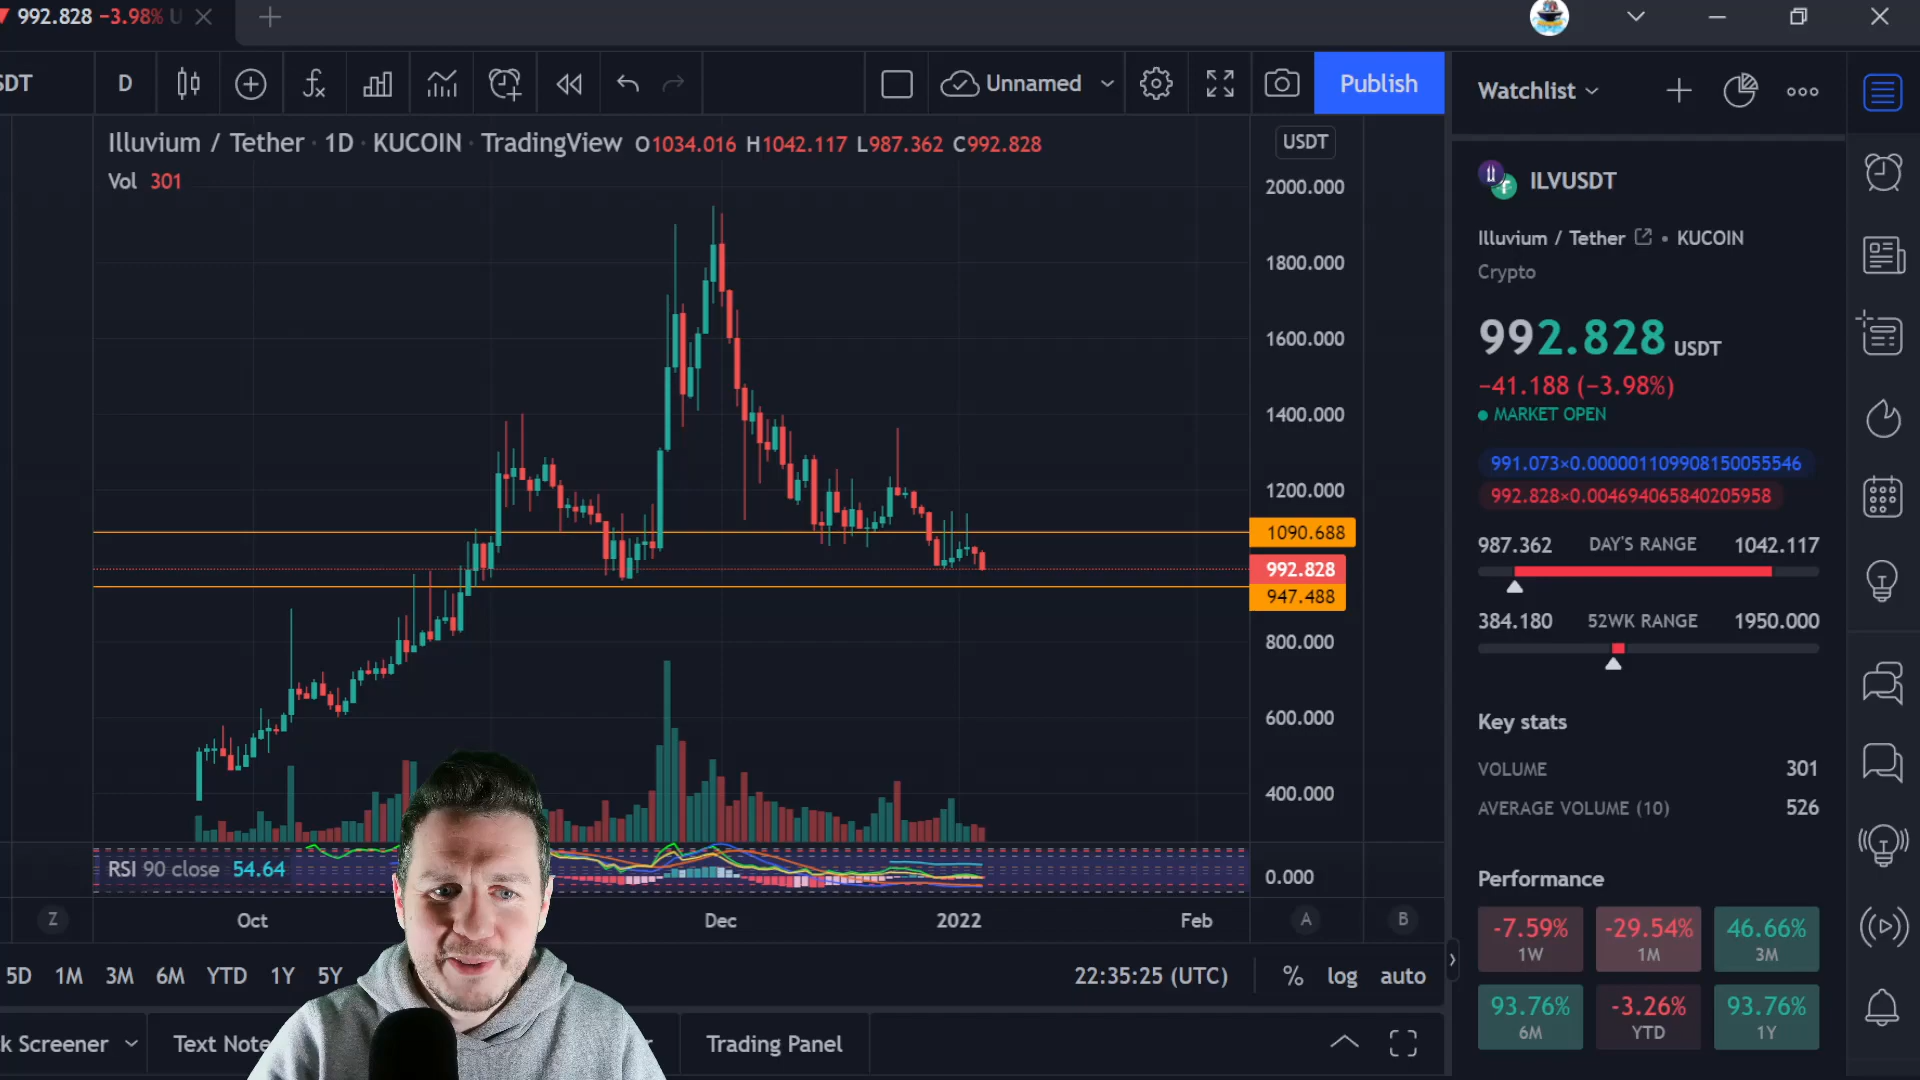 992.828 −3.98% U
SDT
D
Unnamed
Publish
Watchlist
Illuvium / Tether · 1D · KUCOIN · TradingView O1034.016 H1042.117 L987.362 C992.828
USDT
Vol 301
2000.000
1800.000
1600.000
1400.000
1200.000
1090.688
992.828
947.488
800.000
600.000
400.000
RSI 90 close 54.64
0.000
Z
Oct
Dec
2022
Feb
A
B
5D 1M 3M 6M YTD 1Y 5Y
22:35:25 (UTC)
% log auto
k Screener
Text Note
Trading Panel
ILVUSDT
Illuvium / Tether • KUCOIN
Crypto
992.828 USDT
−41.188 (−3.98%)
MARKET OPEN
991.073×0.000001109908150055546
992.828×0.004694065840205958
987.362 DAY'S RANGE 1042.117
384.180 52WK RANGE 1950.000
Key stats
VOLUME 301
AVERAGE VOLUME (10) 526
Performance
-7.59% -29.54% 46.66%
1W 1M 3M
93.76% -3.26% 93.76%
6M YTD 1Y